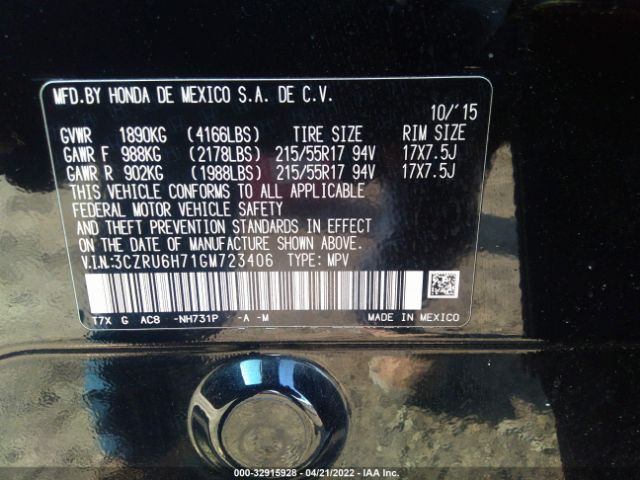 MFD.BY HONDA DE MEXICO S.A. DE C.V.
10/'15
GVWR 1890KG (4166LBS) TIRE SIZE RIM SIZE
GAWR F 988KG (2178LBS) 215/55R17 94V 17X7.5J
GAWR R 902KG (1988LBS) 215/55R17 94V 17X7.5J
THIS VEHICLE CONFORMS TO ALL APPLICABLE
FEDERAL MOTOR VEHICLE SAFETY
AND THEFT PREVENTION STANDARDS IN EFFECT
ON THE DATE OF MANUFACTURE SHOWN ABOVE.
V.I.N:3CZRU6H71GM723406 TYPE: MPV
T7X G AC8 -NH731P - -A -M MADE IN MEXICO
000-32915928 - 04/21/2022 - IAA Inc.